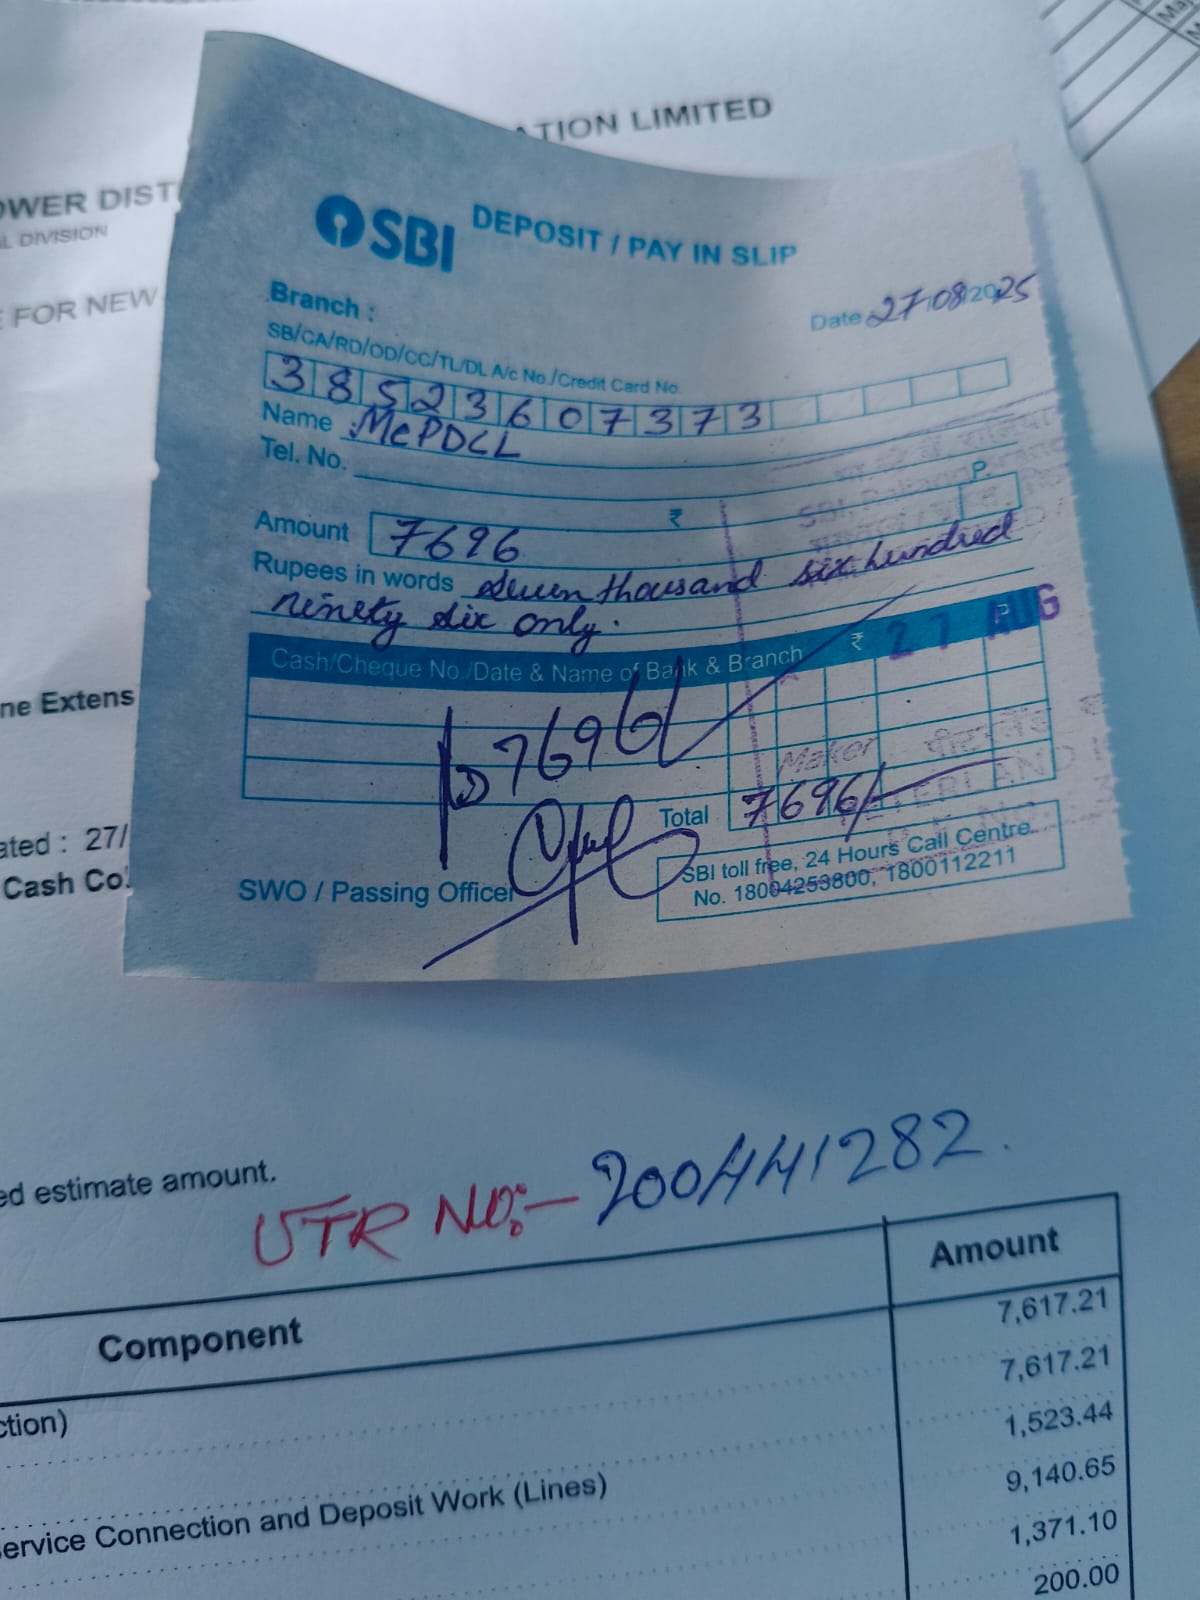 ATION LIMITED
OWER DIST
L DIVISION
E FOR NEW
SBI DEPOSIT / PAY IN SLIP
Branch :
Date 27/08/2025
SB/CA/RD/OD/CC/TL/DL A/c No./Credit Card No.
38523607373
Name MePDCL
Tel. No.
₹ P.
Amount 7696
Rupees in words seven thousand six hundred
ninety six only.
Cash/Cheque No./Date & Name of Bank & Branch ₹ P.
27 AUG
7696/
Maker
Total 7696/-
SWO / Passing Officer
SBI toll free, 24 Hours Call Centre
No. 18004253800, 1800112211
ne Extens
ated : 27/
Cash Col
ed estimate amount.
UTR NO:- 200441282.
Component Amount
7,617.21
ction) 7,617.21
1,523.44
ervice Connection and Deposit Work (Lines) 9,140.65
1,371.10
200.00